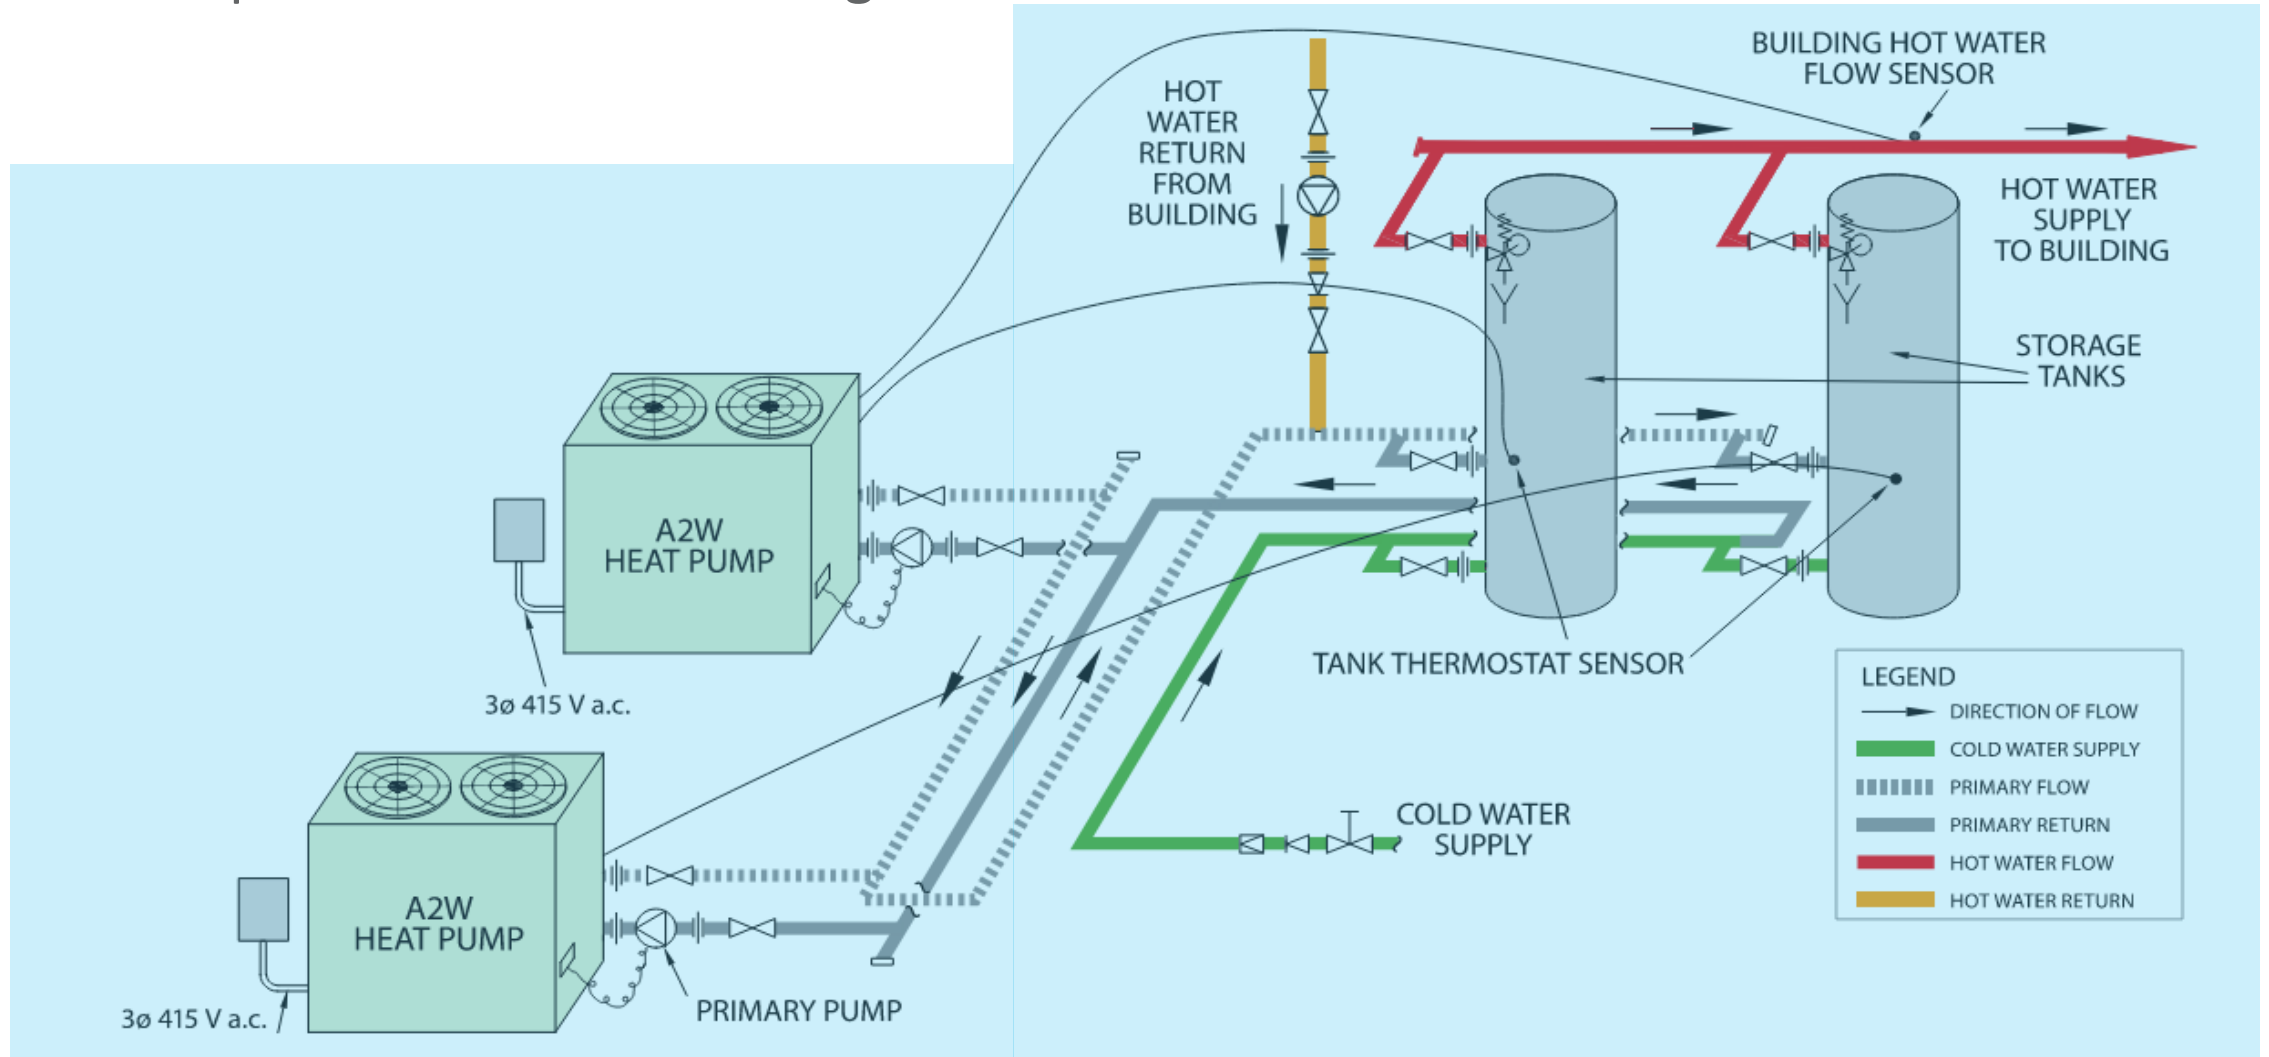 BUILDING HOT WATER
FLOW SENSOR
HOT
WATER
RETURN
FROM
BUILDING
HOT WATER
SUPPLY
TO BUILDING
STORAGE
TANKS
A2W
HEAT PUMP
3ø 415 V a.c.
TANK THERMOSTAT SENSOR
COLD WATER
SUPPLY
A2W
HEAT PUMP
3ø 415 V a.c.
PRIMARY PUMP
LEGEND
DIRECTION OF FLOW
COLD WATER SUPPLY
PRIMARY FLOW
PRIMARY RETURN
HOT WATER FLOW
HOT WATER RETURN